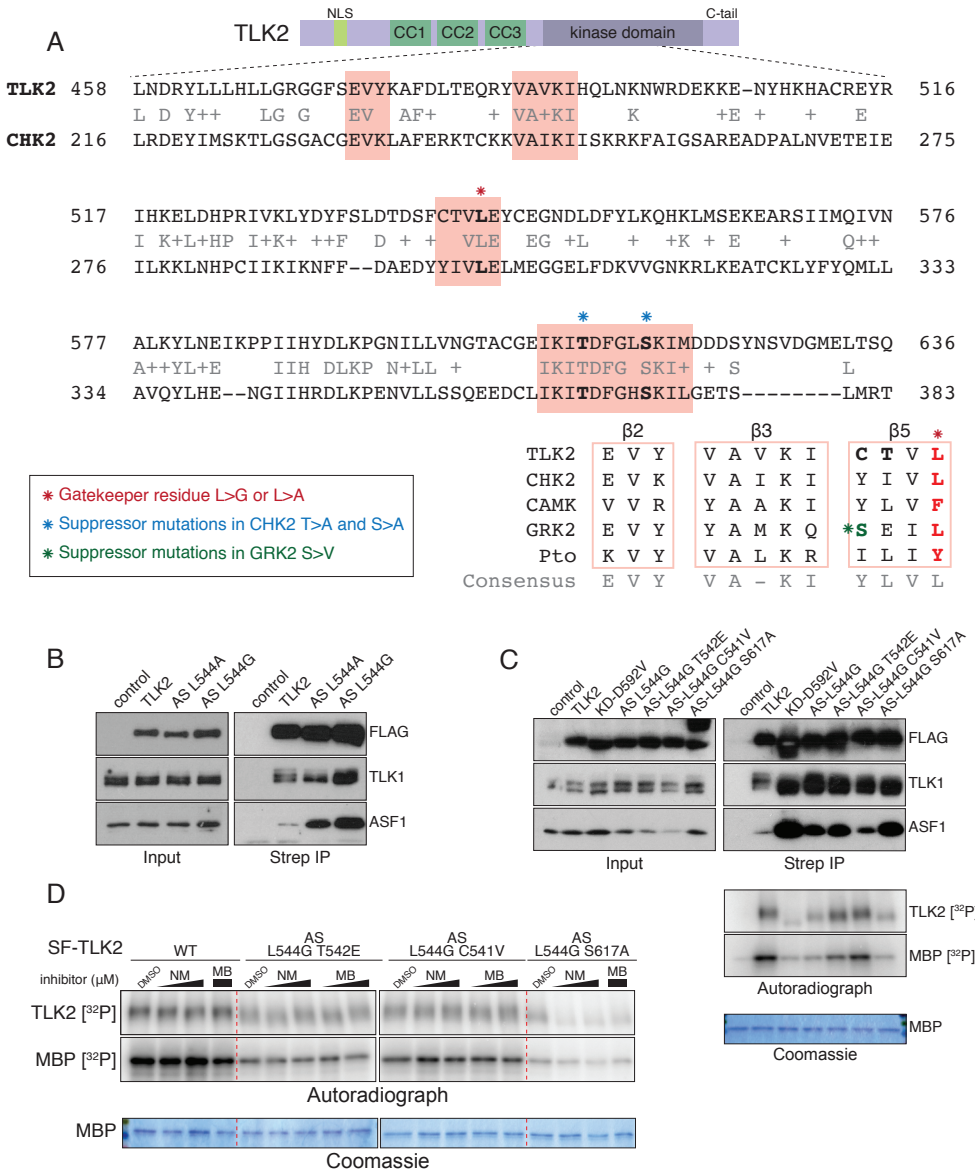 A
NLS
C-tail
TLK2 CC1 CC2 CC3 kinase domain
TLK2 458 LNDRYLLLHLLGRGGFSEVYKAFDLTEQRYVAVKIHQLNKNWRDEKKE-NYHKHACREYR 516
L D Y++ LG G EV AF+ + VA+KI K +E + E
CHK2 216 LRDEYIMSKTLGSGACGEVKLAFERKTCKKVAIKIISKRKFAIGSAREADPALNVETEIE 275
*
517 IHKELDHPRIVKLYDYFSLDTDSFCTVLEYCEGNDLDFYLKQHKLMSEKEARSIIMQIVN 576
I K+L+HP I+K+ ++F D + + VLE EG +L + +K + E + Q++
276 ILKKLNHPCIIKIKNFF--DAEDYYIVLELMEGGELFDKVVGNKRLKEATCKLYFYQMLL 333
* *
577 ALKYLNEIKPPIIHYDLKPGNILLVNGTACGEIKITDFGLSKIMDDDSYNSVDGMELTSQ 636
A++YL+E IIH DLKP N+LL + IKITDFG SKI+ + S L
334 AVQYLHE--NGIIHRDLKPENVLLSSQEEDCLIKITDFGHSKILGETS--------LMRT 383
* Gatekeeper residue L>G or L>A
* Suppressor mutations in CHK2 T>A and S>A
* Suppressor mutations in GRK2 S>V
β2 β3 β5 *
TLK2 E V Y V A V K I C T V L
CHK2 E V K V A I K I Y I V L
CAMK V V R Y A A K I Y L V F
GRK2 E V Y Y A M K Q * S E I L
Pto K V Y V A L K R I L I Y
Consensus E V Y V A - K I Y L V L
B
control TLK2 AS L544A AS L544G control TLK2 AS L544A AS L544G
FLAG
TLK1
ASF1
Input Strep IP
C
control TLK2 KD-D592V AS-L544G AS-L544G T542E AS-L544G C541V AS-L544G S617A control TLK2 KD-D592V AS-L544G AS-L544G T542E AS-L544G C541V AS-L544G S617A
FLAG
TLK1
ASF1
Input Strep IP
TLK2 [³²P]
MBP [³²P]
Autoradiograph
MBP
Coomassie
D
SF-TLK2
WT
AS L544G T542E
AS L544G C541V
AS L544G S617A
inhibitor (µM) DMSO NM MB DMSO NM MB DMSO NM MB DMSO NM MB
TLK2 [³²P]
MBP [³²P]
Autoradiograph
MBP
Coomassie